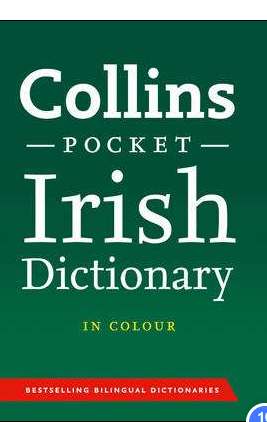 Collins
— POCKET —
Irish
Dictionary
IN COLOUR
BESTSELLING BILINGUAL DICTIONARIES